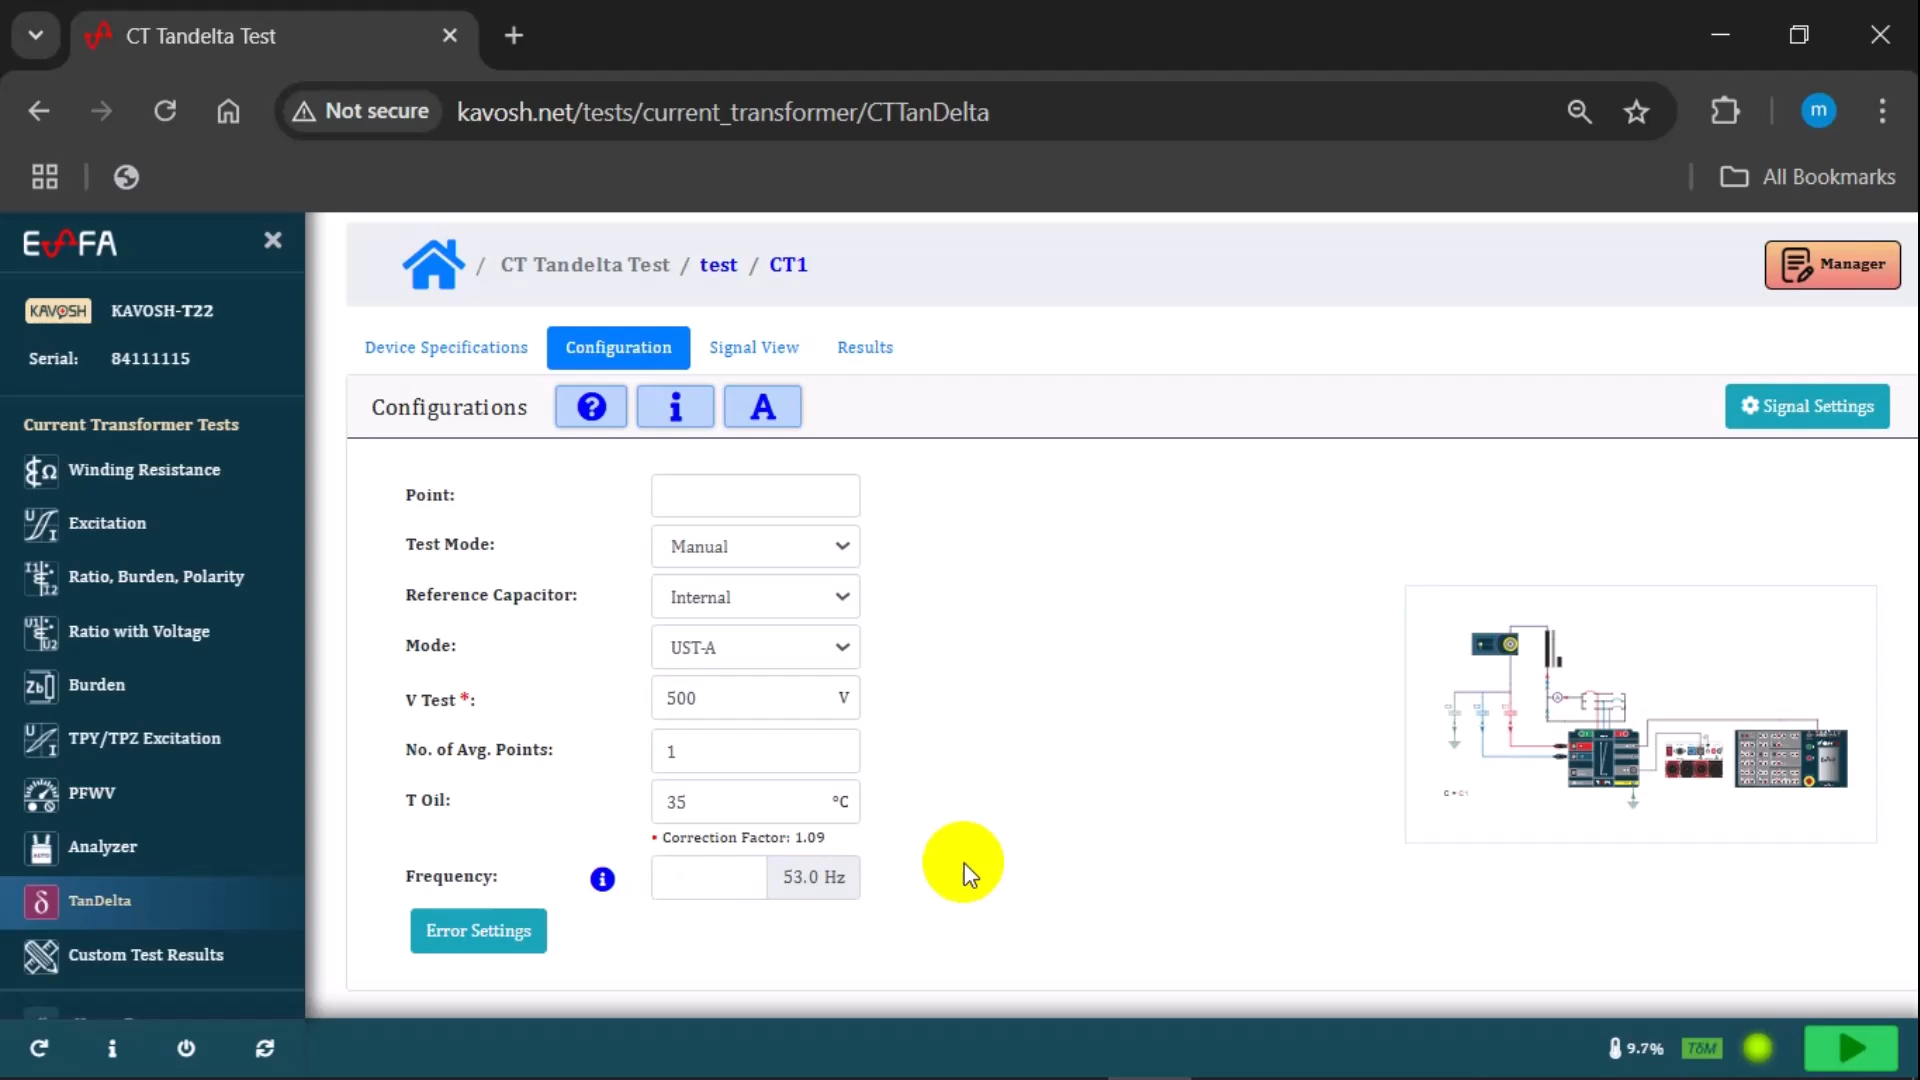 CT Tandelta Test
Not secure
kavosh.net/tests/current_transformer/CTTanDelta
m
All Bookmarks
KAVOSH KAVOSH-T22
Serial: 84111115
Current Transformer Tests
Winding Resistance
Excitation
Ratio, Burden, Polarity
Ratio with Voltage
Burden
TPY/TPZ Excitation
PFWV
Analyzer
TanDelta
Custom Test Results
/ CT Tandelta Test / test / CT1
Manager
Device Specifications Configuration Signal View Results
Configurations
Signal Settings
Point:
Test Mode: Manual
Reference Capacitor: Internal
Mode: UST-A
V Test *: 500 V
No. of Avg. Points: 1
T Oil: 35 °C
• Correction Factor: 1.09
Frequency: 53.0 Hz
Error Settings
9.7% TδM